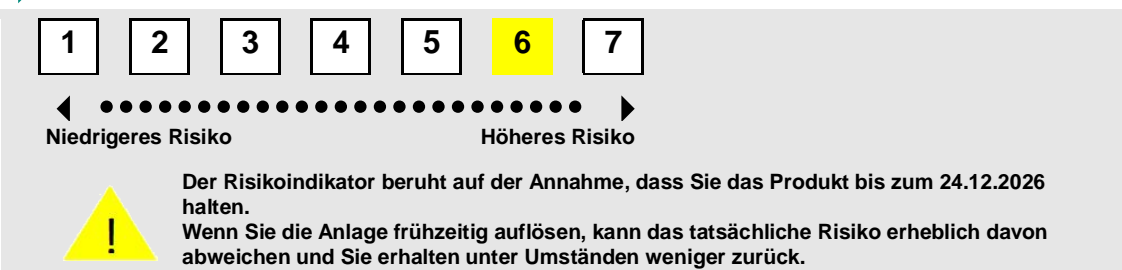 1 2 3 4 5 6 7
Niedrigeres Risiko Höheres Risiko
Der Risikoindikator beruht auf der Annahme, dass Sie das Produkt bis zum 24.12.2026
halten.
Wenn Sie die Anlage frühzeitig auflösen, kann das tatsächliche Risiko erheblich davon
abweichen und Sie erhalten unter Umständen weniger zurück.
!